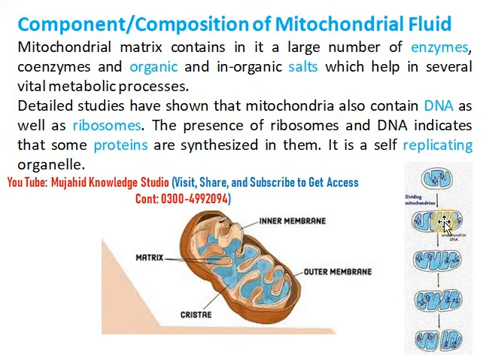 Component/Composition of Mitochondrial Fluid
Mitochondrial matrix contains in it a large number of enzymes,
coenzymes and organic and in-organic salts which help in several
vital metabolic processes.
Detailed studies have shown that mitochondria also contain DNA as
well as ribosomes. The presence of ribosomes and DNA indicates
that some proteins are synthesized in them. It is a self replicating
organelle.
You Tube: Mujahid Knowledge Studio (Visit, Share, and Subscribe to Get Access
Cont: 0300-4992094)
Dividing
mitochondrion
DNA
INNER MEMBRANE
MATRIX
OUTER MEMBRANE
CRISTAE